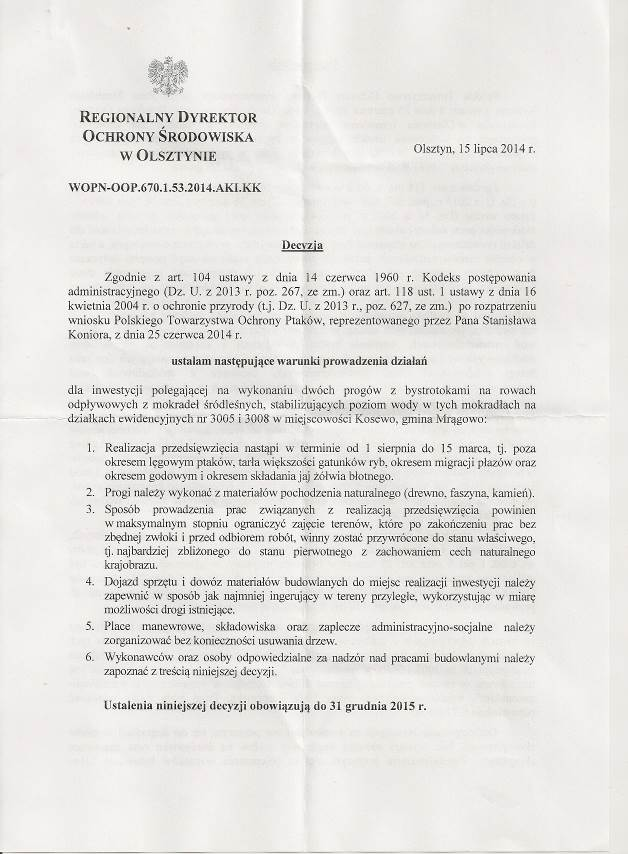 REGIONALNY DYREKTOR
OCHRONY ŚRODOWISKA
W OLSZTYNIE
Olsztyn, 15 lipca 2014 r.
WOPN-OOP.670.1.53.2014.AKI.KK
Decyzja
Zgodnie z art. 104 ustawy z dnia 14 czerwca 1960 r. Kodeks postępowania
administracyjnego (Dz. U. z 2013 r. poz. 267, ze zm.) oraz art. 118 ust. 1 ustawy z dnia 16
kwietnia 2004 r. o ochronie przyrody (t.j. Dz. U. z 2013 r., poz. 627, ze zm.) po rozpatrzeniu
wniosku Polskiego Towarzystwa Ochrony Ptaków, reprezentowanego przez Pana Stanisława
Koniora, z dnia 25 czerwca 2014 r.
ustalam następujące warunki prowadzenia działań
dla inwestycji polegającej na wykonaniu dwóch progów z bystrotokami na rowach
odpływowych z mokradeł śródleśnych, stabilizujących poziom wody w tych mokradłach na
działkach ewidencyjnych nr 3005 i 3008 w miejscowości Kosewo, gmina Mrągowo:
1. Realizacja przedsięwzięcia nastąpi w terminie od 1 sierpnia do 15 marca, tj. poza
okresem lęgowym ptaków, tarła większości gatunków ryb, okresem migracji płazów oraz
okresem godowym i okresem składania jaj żółwia błotnego.
2. Progi należy wykonać z materiałów pochodzenia naturalnego (drewno, faszyna, kamień).
3. Sposób prowadzenia prac związanych z realizacją przedsięwzięcia powinien
w maksymalnym stopniu ograniczyć zajęcie terenów, które po zakończeniu prac bez
zbędnej zwłoki i przed odbiorem robót, winny zostać przywrócone do stanu właściwego,
tj. najbardziej zbliżonego do stanu pierwotnego z zachowaniem cech naturalnego
krajobrazu.
4. Dojazd sprzętu i dowóz materiałów budowlanych do miejsc realizacji inwestycji należy
zapewnić w sposób jak najmniej ingerujący w tereny przyległe, wykorzystując w miarę
możliwości drogi istniejące.
5. Place manewrowe, składowiska oraz zaplecze administracyjno-socjalne należy
zorganizować bez konieczności usuwania drzew.
6. Wykonawców oraz osoby odpowiedzialne za nadzór nad pracami budowlanymi należy
zapoznać z treścią niniejszej decyzji.
Ustalenia niniejszej decyzji obowiązują do 31 grudnia 2015 r.